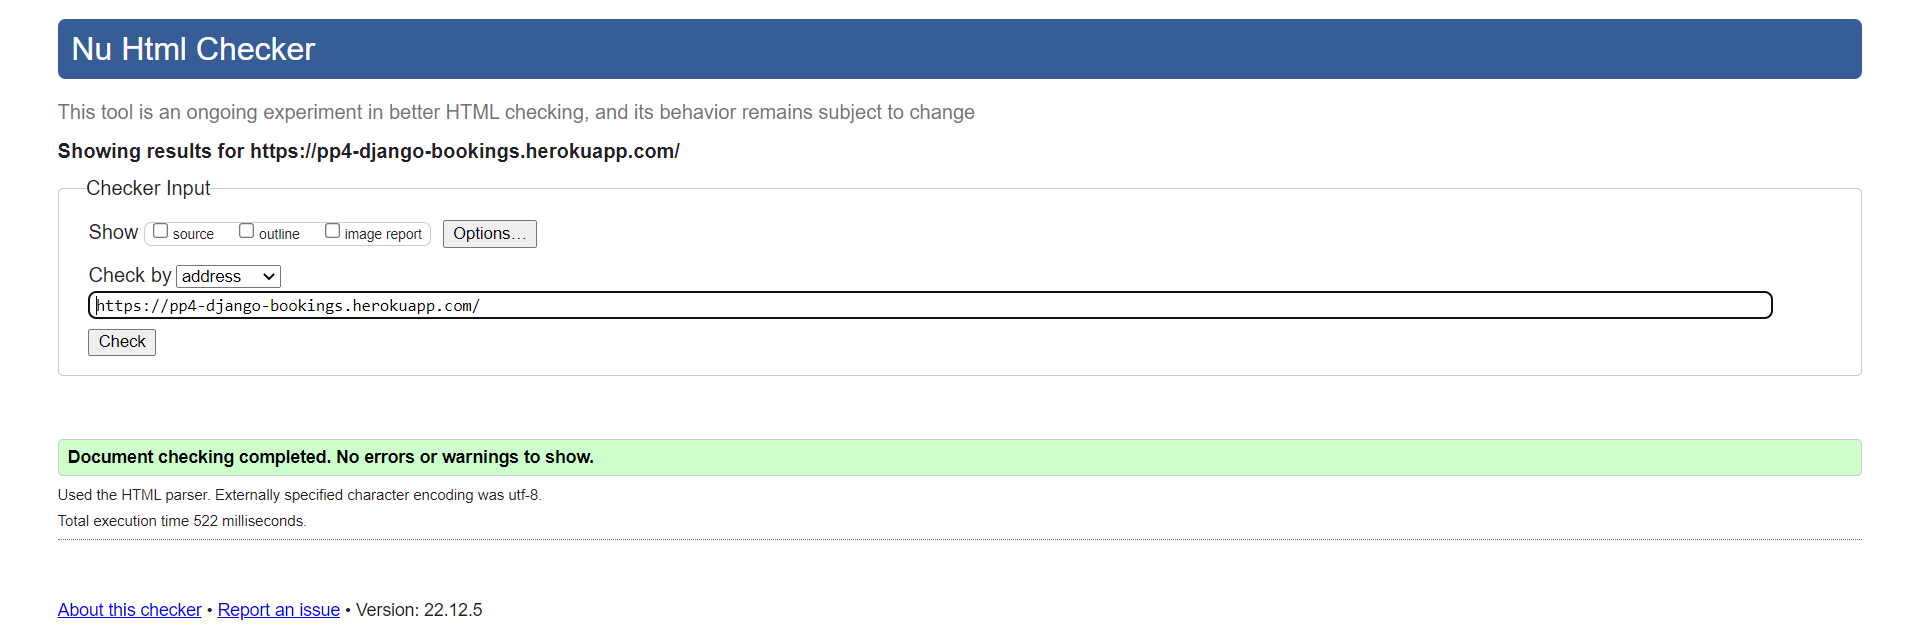 Nu Html Checker
This tool is an ongoing experiment in better HTML checking, and its behavior remains subject to change
Showing results for https://pp4-django-bookings.herokuapp.com/
Checker Input
Show source outline image report Options...
Check by address
https://pp4-django-bookings.herokuapp.com/
Check
Document checking completed. No errors or warnings to show.
Used the HTML parser. Externally specified character encoding was utf-8.
Total execution time 522 milliseconds.
About this checker • Report an issue • Version: 22.12.5